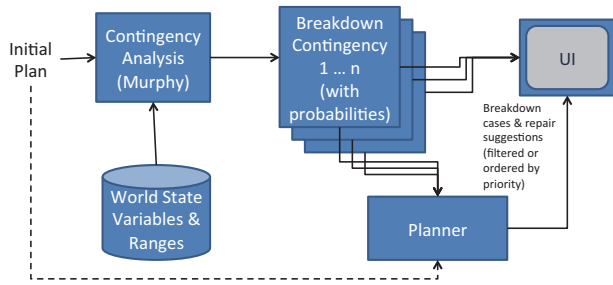 Initial
Plan
Contingency
Analysis
(Murphy)
Breakdown
Contingency
1 ... n
(with
probabilities)
UI
Breakdown
cases & repair
suggestions
(filtered or
ordered by
priority)
World State
Variables &
Ranges
Planner